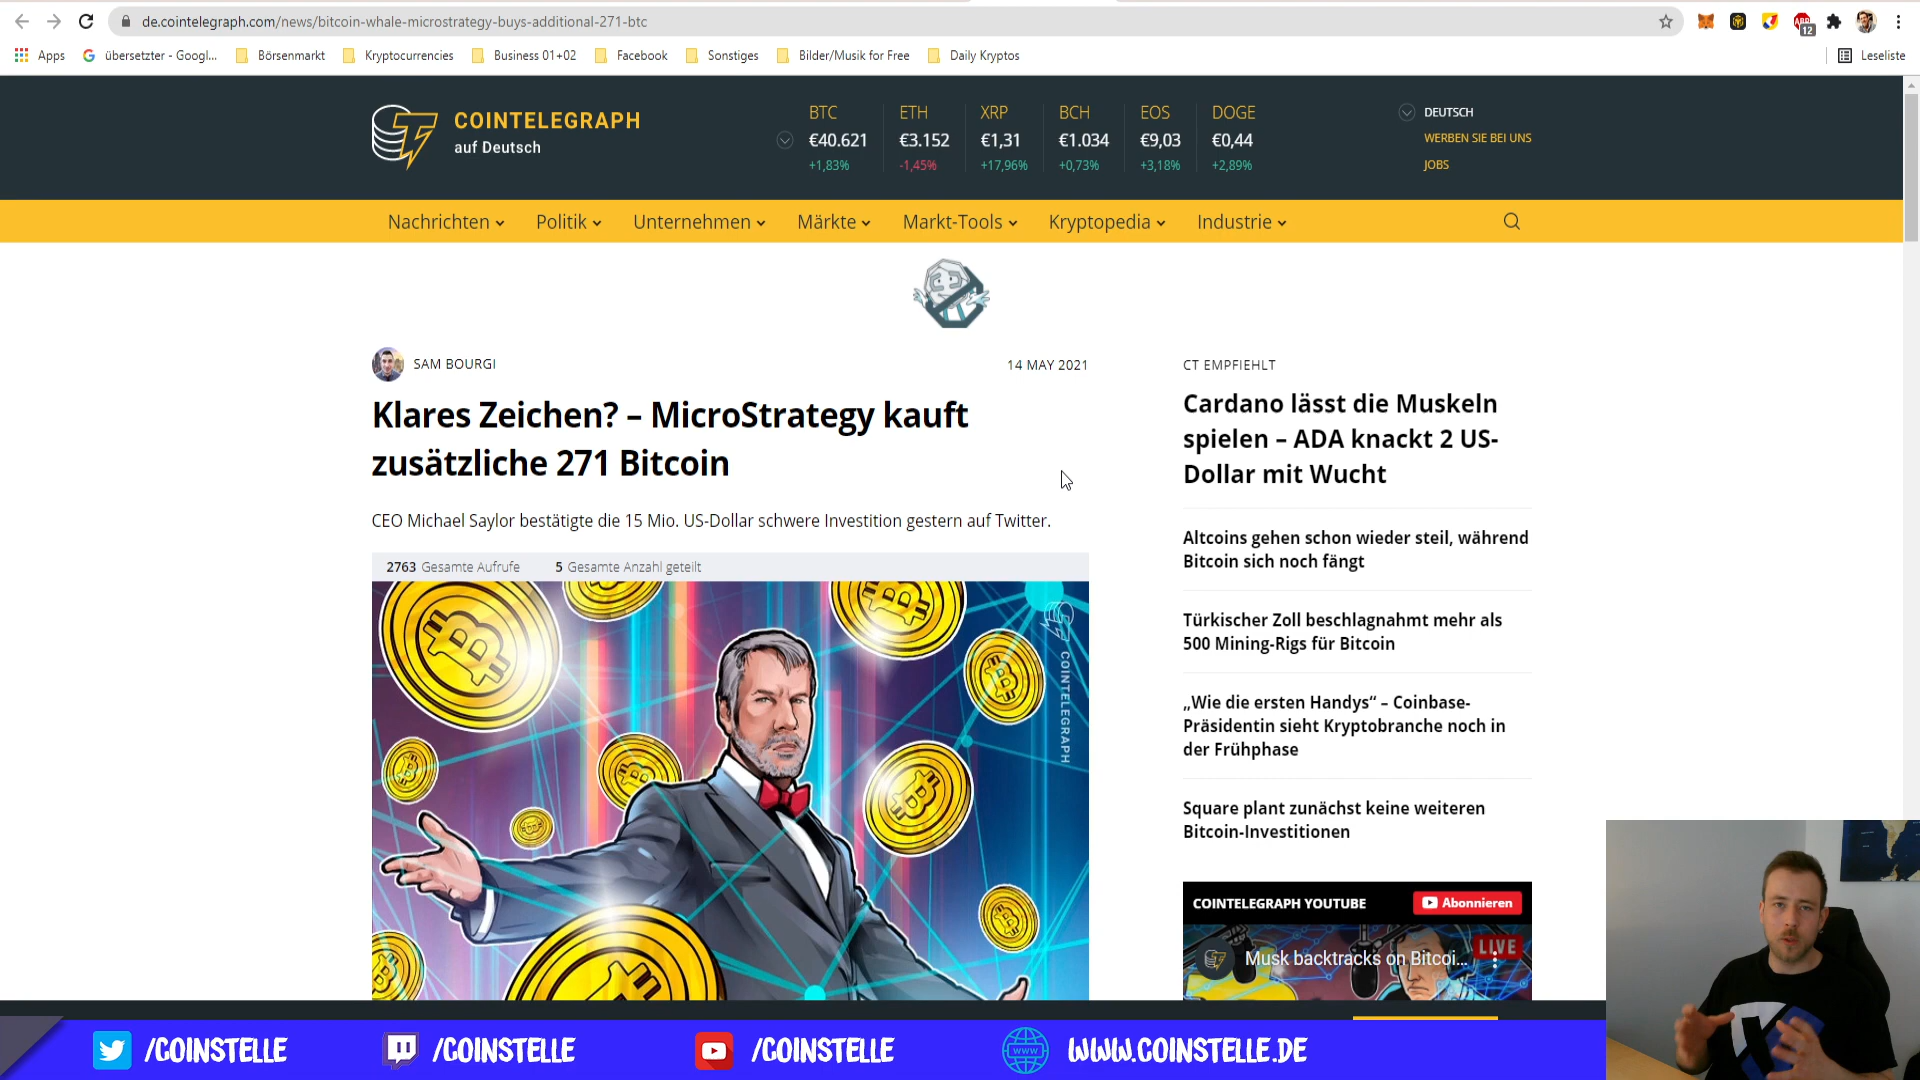 de.cointelegraph.com/news/bitcoin-whale-microstrategy-buys-additional-271-btc
ABP
12
Apps
übersetzter - Googl...
Börsenmarkt
Kryptocurrencies
Business 01+02
Facebook
Sonstiges
Bilder/Musik for Free
Daily Kryptos
Leseliste
COINTELEGRAPH
auf Deutsch
BTC ETH XRP BCH EOS DOGE
€40.621 €3.152 €1,31 €1.034 €9,03 €0,44
+1,83% -1,45% +17,96% +0,73% +3,18% +2,89%
DEUTSCH
WERBEN SIE BEI UNS
JOBS
Nachrichten Politik Unternehmen Märkte Markt-Tools Kryptopedia Industrie
SAM BOURGI
14 MAY 2021
Klares Zeichen? – MicroStrategy kauft
zusätzliche 271 Bitcoin
CEO Michael Saylor bestätigte die 15 Mio. US-Dollar schwere Investition gestern auf Twitter.
2763 Gesamte Aufrufe 5 Gesamte Anzahl geteilt
COINTELEGRAPH
CT EMPFIEHLT
Cardano lässt die Muskeln
spielen – ADA knackt 2 US-
Dollar mit Wucht
Altcoins gehen schon wieder steil, während
Bitcoin sich noch fängt
Türkischer Zoll beschlagnahmt mehr als
500 Mining-Rigs für Bitcoin
„Wie die ersten Handys“ – Coinbase-
Präsidentin sieht Kryptobranche noch in
der Frühphase
Square plant zunächst keine weiteren
Bitcoin-Investitionen
COINTELEGRAPH YOUTUBE
Abonnieren
Musk backtracks on Bitcoi...
LIVE
/COINSTELLE
/COINSTELLE
/COINSTELLE
WWW
WWW.COINSTELLE.DE